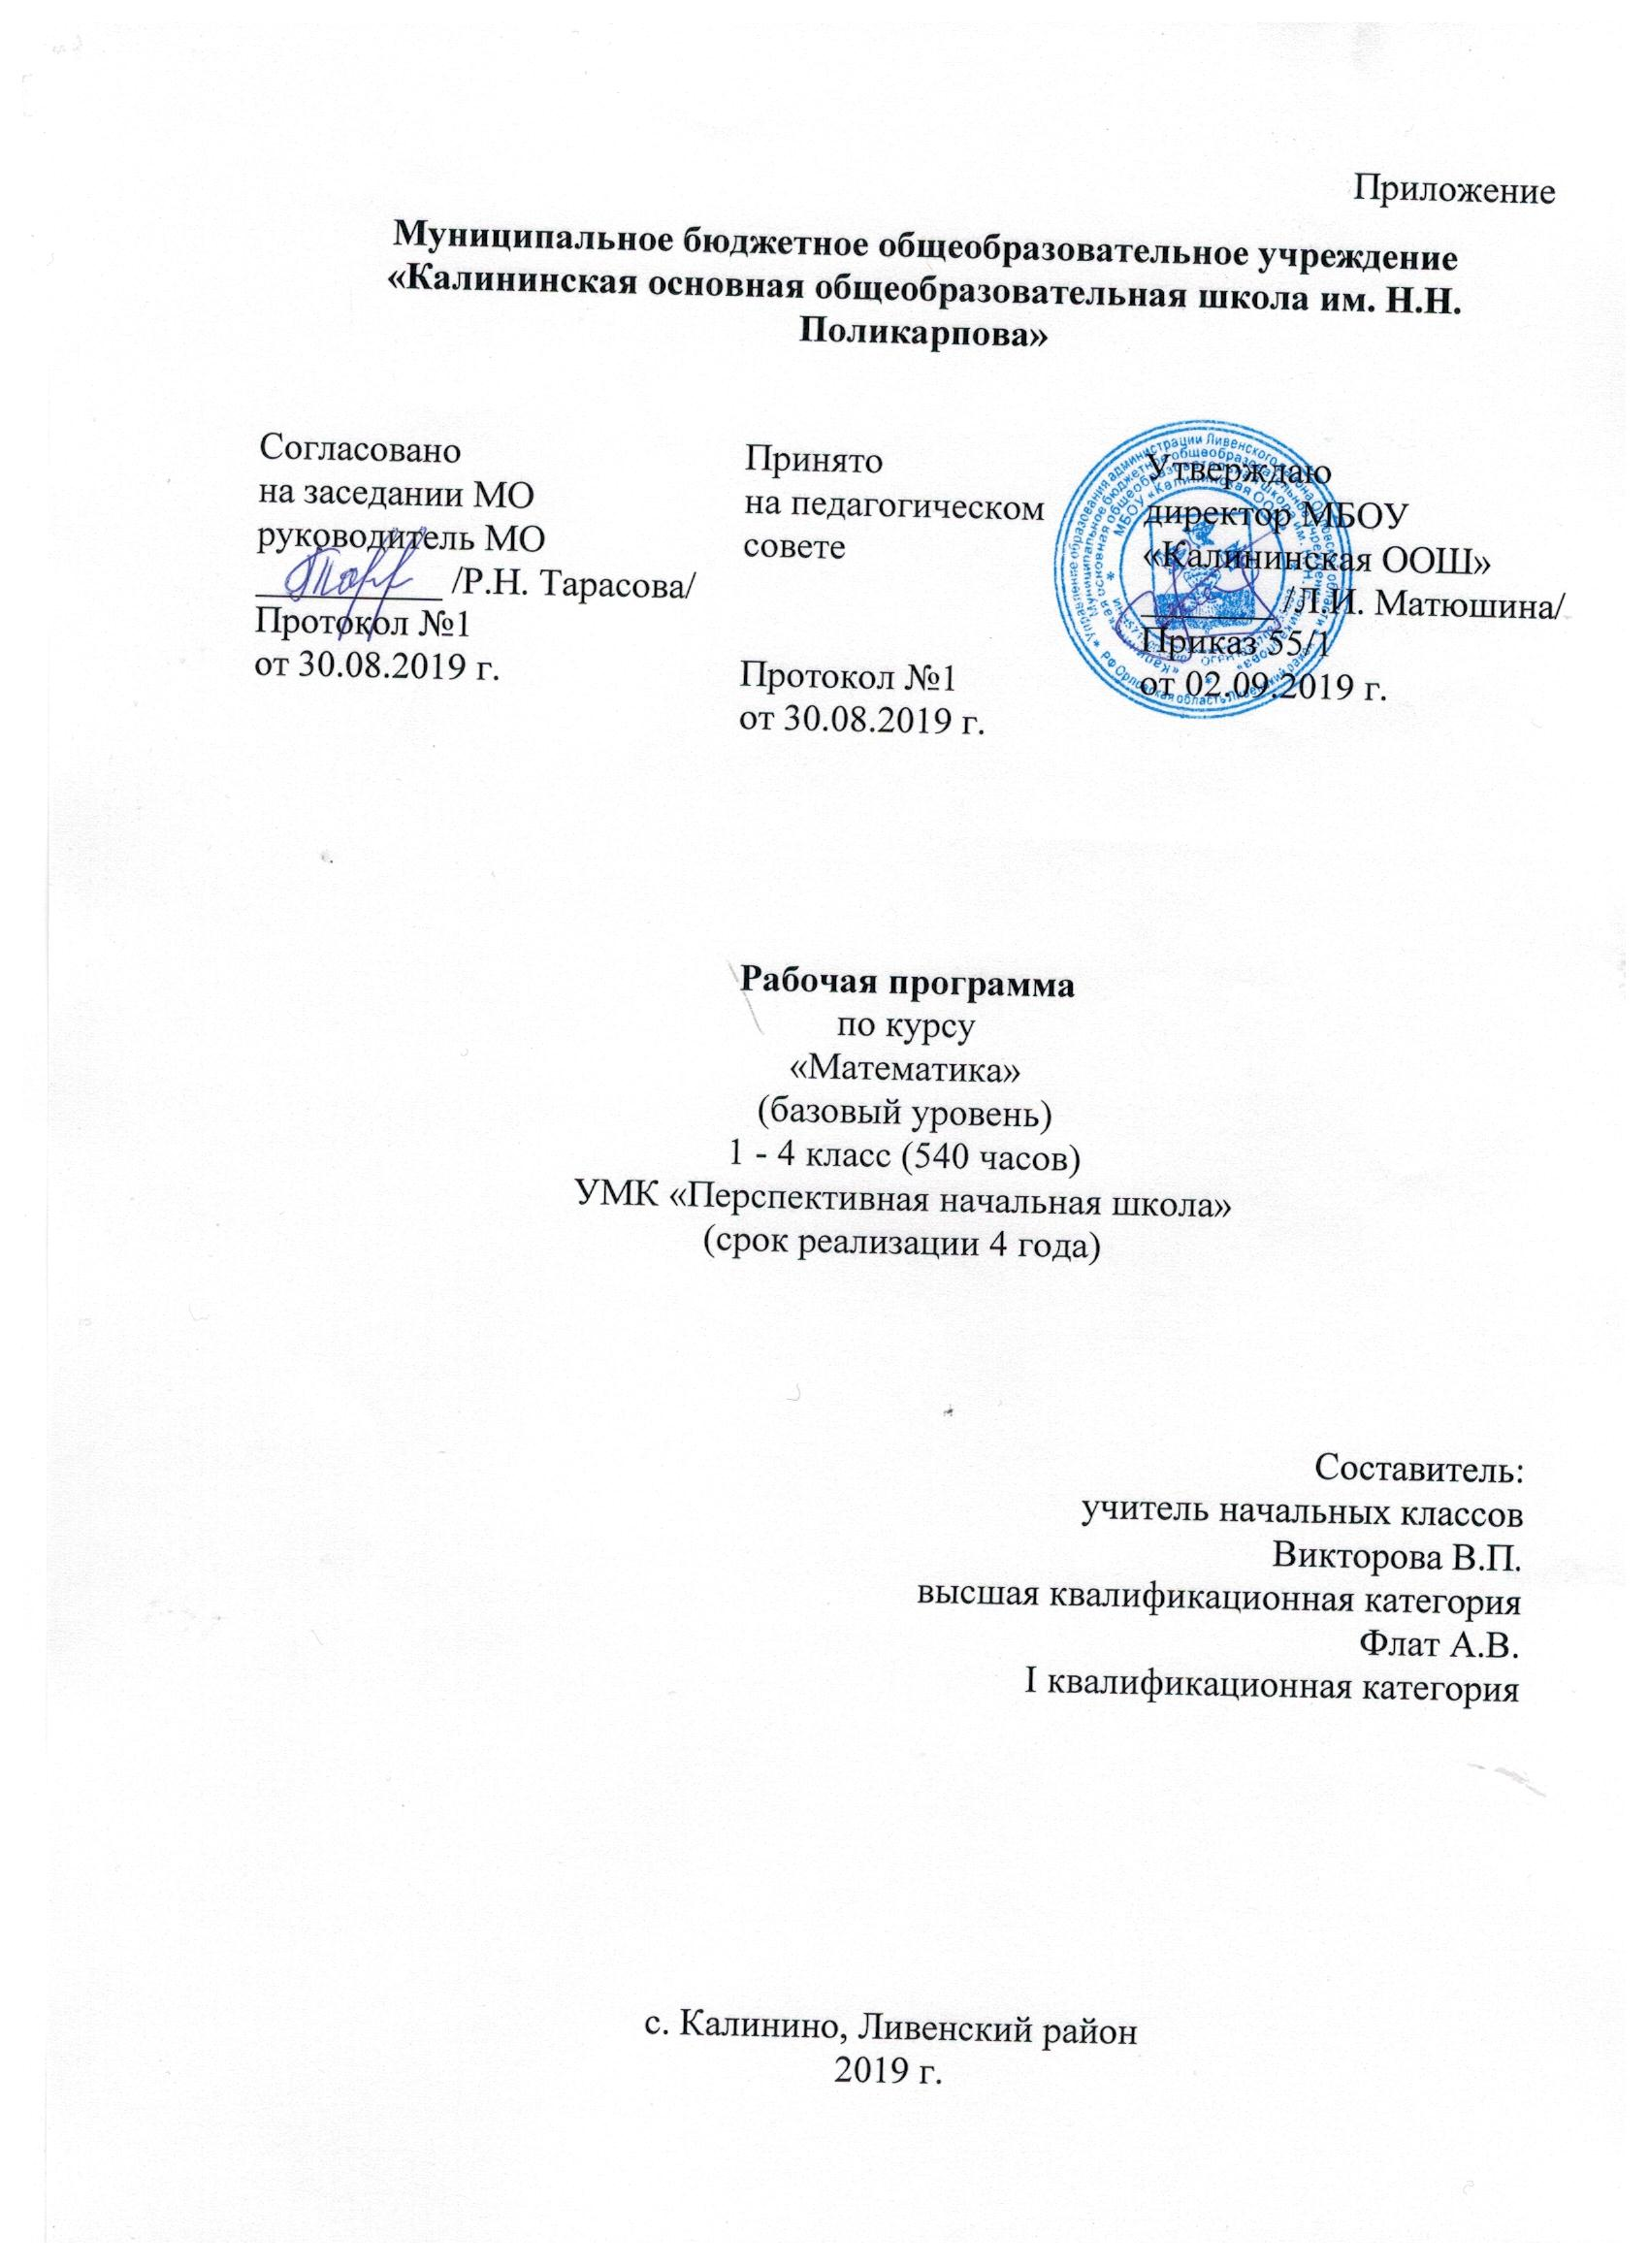 Приложение
Муниципальное бюджетное общеобразовательное учреждение
«Калининская основная общеобразовательная школа им. Н.Н.
Поликарпова»
Согласовано
на заседании МО
руководитель МО
/Р.Н. Тарасова/
Протокол №1
от 30.08.2019 г.
Принято
на педагогическом
совете
Протокол №1
от 30.08.2019 г.
Утверждаю
директор МБОУ
«Калининская ООШ»
/Л.И. Матюшина/
Приказ 55/1
от 02.09.2019 г.
Рабочая программа
по курсу
«Математика»
(базовый уровень)
1 - 4 класс (540 часов)
УМК «Перспективная начальная школа»
(срок реализации 4 года)
Составитель:
учитель начальных классов
Викторова В.П.
высшая квалификационная категория
Флат А.В.
I квалификационная категория
с. Калинино, Ливенский район
2019 г.